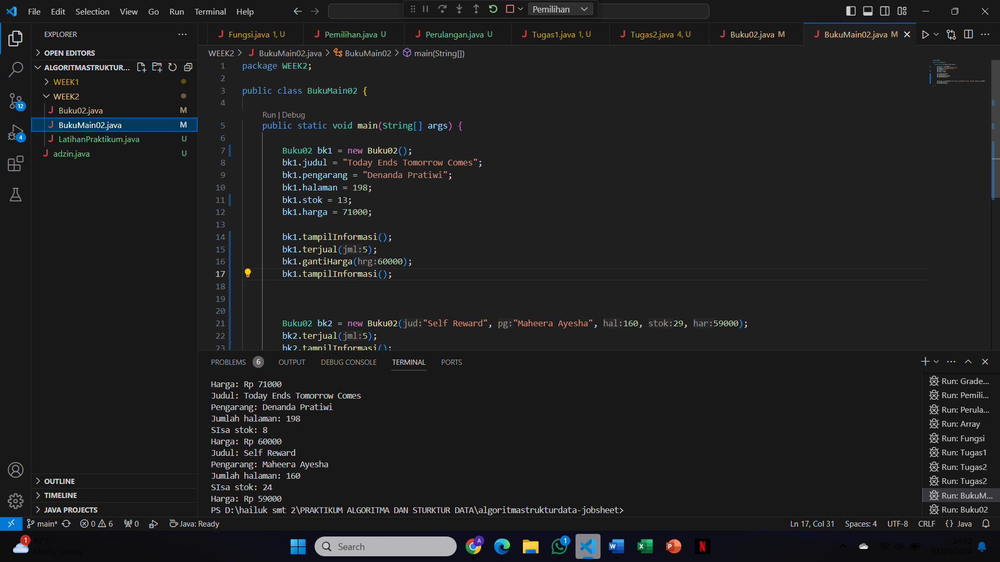 File Edit Selection View Go Run Terminal Help
Pemilihan
EXPLORER
OPEN EDITORS
ALGORITMASTRUKTUR...
WEEK1
WEEK2
Buku02.java M
BukuMain02.java M
LatihanPraktikum.java U
adzin.java U
OUTLINE
TIMELINE
JAVA PROJECTS
12
4
Fungsi.java 1, U
Pemilihan.java U
Perulangan.java U
Tugas1.java 1, U
Tugas2.java 4, U
Buku02.java M
BukuMain02.java M
WEEK2 > BukuMain02.java > BukuMain02 > main(String[])
1 package WEEK2;
2
3 public class BukuMain02 {
4
Run | Debug
5 public static void main(String[] args) {
6
7 Buku02 bk1 = new Buku02();
8 bk1.judul = "Today Ends Tomorrow Comes";
9 bk1.pengarang = "Denanda Pratiwi";
10 bk1.halaman = 198;
11 bk1.stok = 13;
12 bk1.harga = 71000;
13
14 bk1.tampilInformasi();
15 bk1.terjual(jml:5);
16 bk1.gantiHarga(hrg:60000);
17 bk1.tampilInformasi();
18
19
20
21 Buku02 bk2 = new Buku02(jud:"Self Reward", pg:"Maheera Ayesha", hal:160, stok:29, har:59000);
22 bk2.terjual(jml:5);
23 bk2.tampilInformasi();
PROBLEMS 6 OUTPUT DEBUG CONSOLE TERMINAL PORTS
Harga: Rp 71000
Judul: Today Ends Tomorrow Comes
Pengarang: Denanda Pratiwi
Jumlah halaman: 198
SIsa stok: 8
Harga: Rp 60000
Judul: Self Reward
Pengarang: Maheera Ayesha
Jumlah halaman: 160
SIsa stok: 24
Harga: Rp 59000
PS D:\hailuk smt 2\PRAKTIKUM ALGORITMA DAN STURKTUR DATA\algoritmastrukturdata-jobsheet>
Run: Grade...
Run: Pemili...
Run: Perula...
Run: Array
Run: Fungsi
Run: Tugas1
Run: Tugas2
Run: Tugas2
Run: BukuM...
Run: Buku02
main* 0 6 0 Java: Ready
Ln 17, Col 31 Spaces: 4 UTF-8 CRLF {} Java
1
80°F
Mostly cloudy
Search
A
1
14:02
01/03/2024